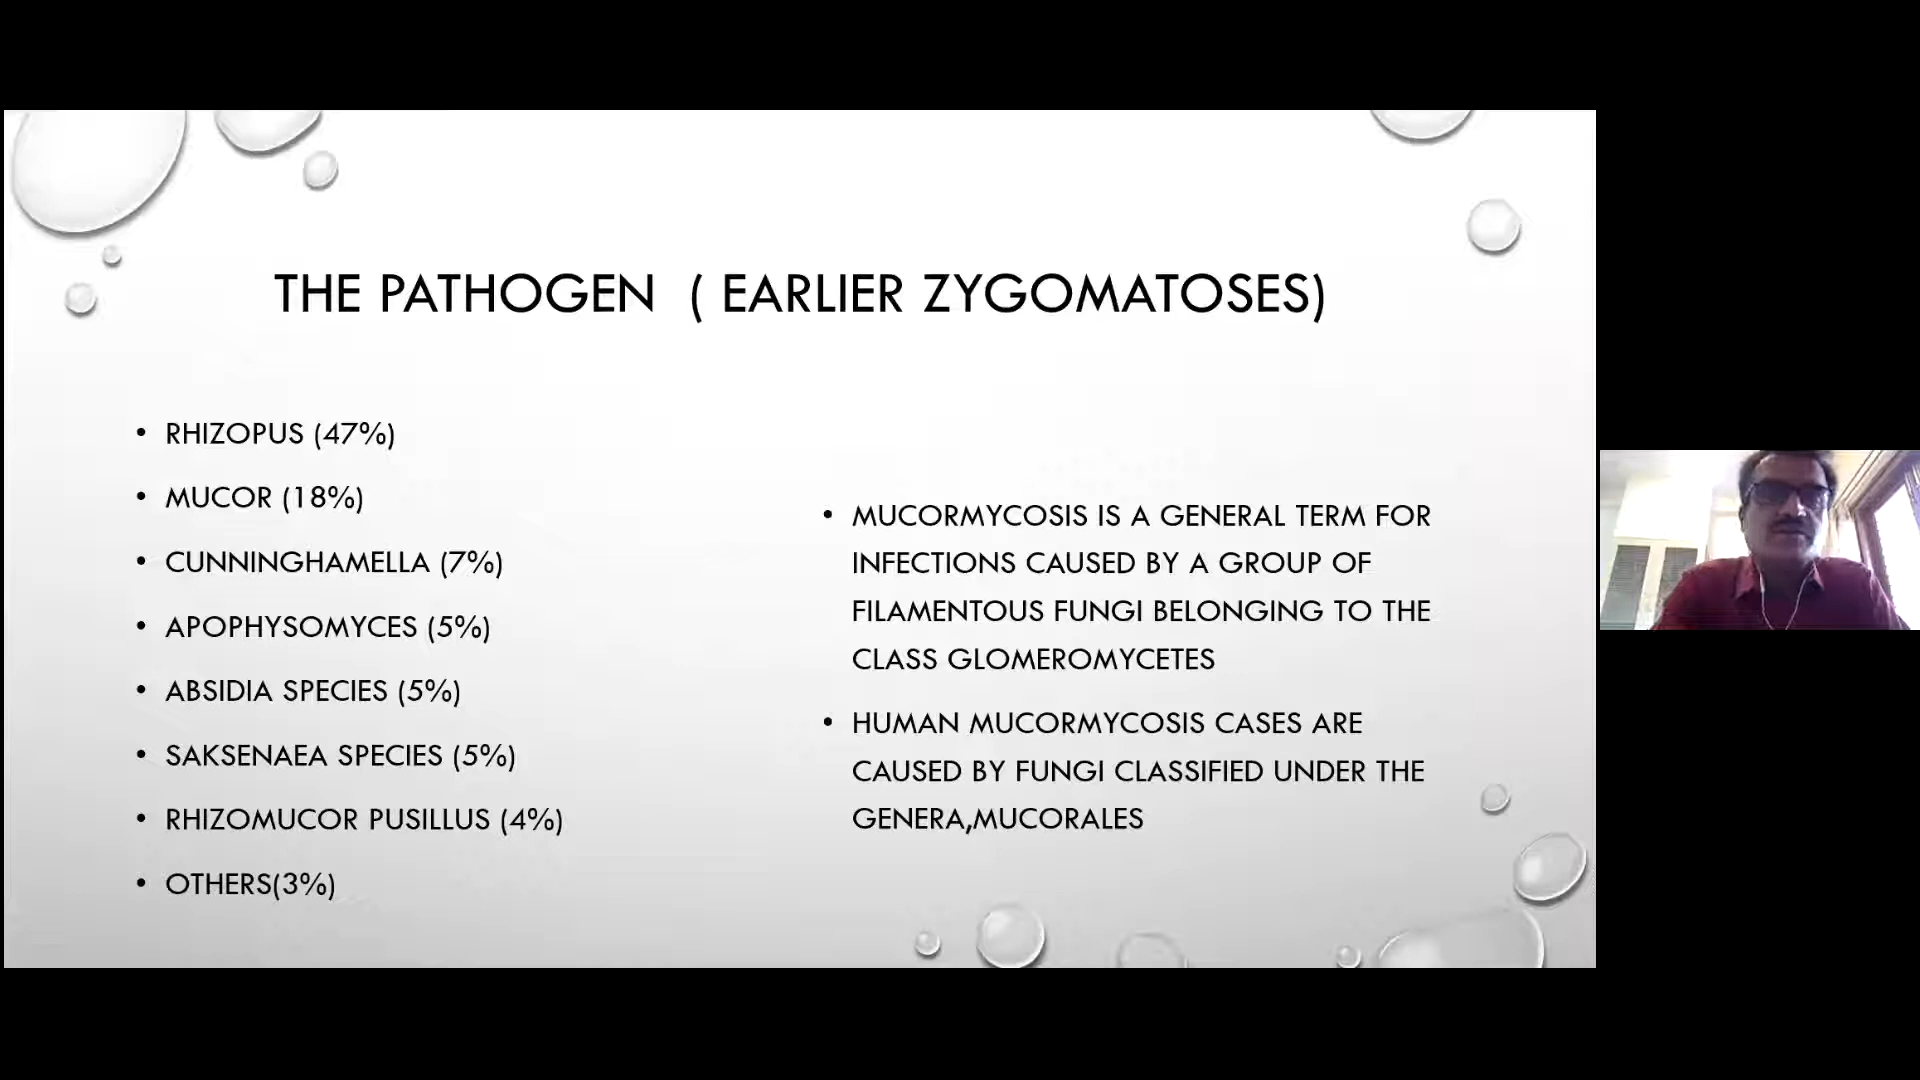 THE PATHOGEN ( EARLIER ZYGOMATOSES)
• RHIZOPUS (47%)
• MUCOR (18%)
• CUNNINGHAMELLA (7%)
• APOPHYSOMYCES (5%)
• ABSIDIA SPECIES (5%)
• SAKSENAEA SPECIES (5%)
• RHIZOMUCOR PUSILLUS (4%)
• OTHERS(3%)
• MUCORMYCOSIS IS A GENERAL TERM FOR
INFECTIONS CAUSED BY A GROUP OF
FILAMENTOUS FUNGI BELONGING TO THE
CLASS GLOMEROMYCETES
• HUMAN MUCORMYCOSIS CASES ARE
CAUSED BY FUNGI CLASSIFIED UNDER THE
GENERA,MUCORALES